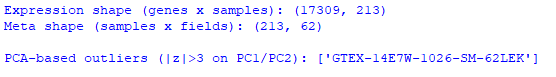 Expression shape (genes x samples): (17309, 213)
Meta shape (samples x fields): (213, 62)
PCA-based outliers (|z|>3 on PC1/PC2): ['GTEX-14E7W-1026-SM-62LEK']